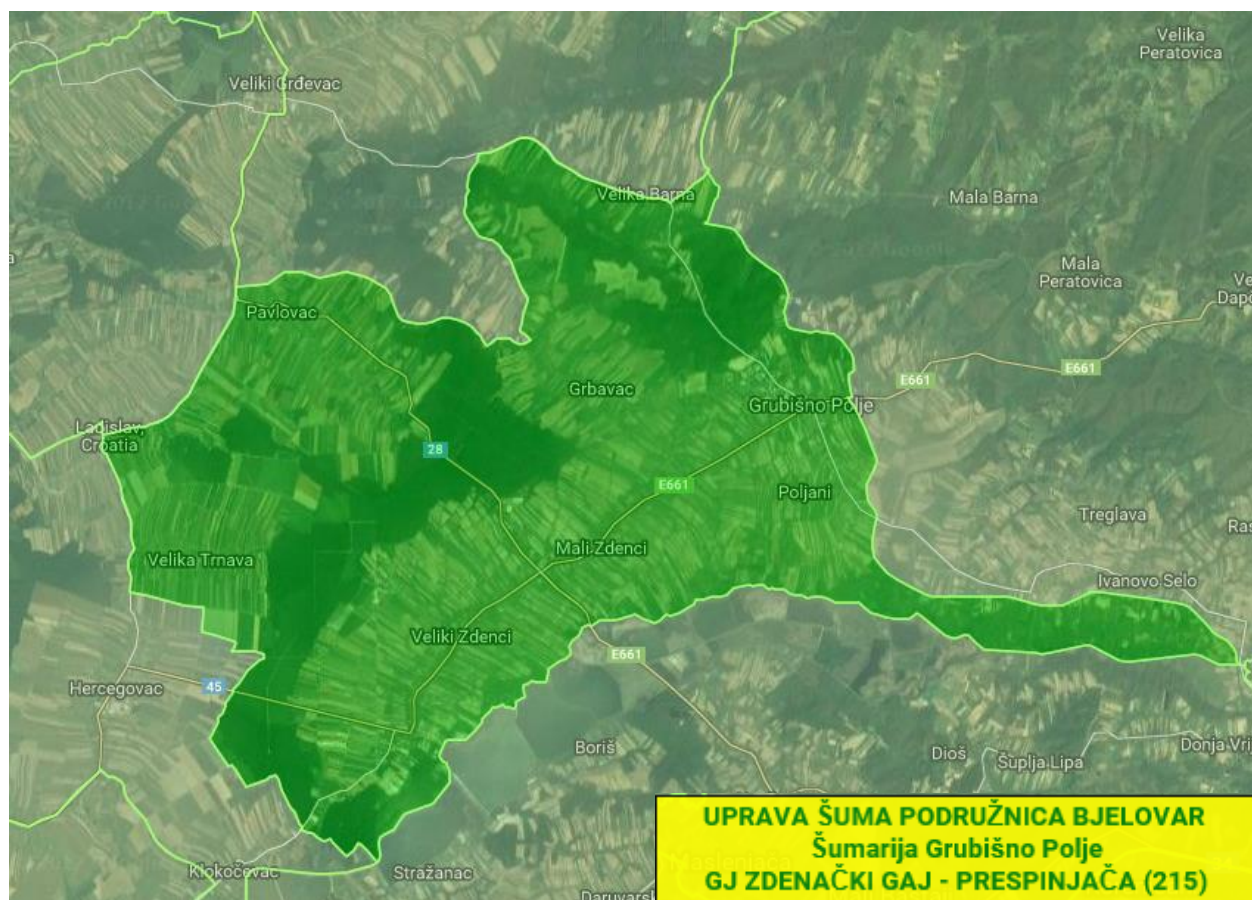 Velika
Peratovica
Veliki Grđevac
Velika Barna
Mala Barna
Mala
Peratovica
Pavlovac
E661
E661
Grbavac
Grubišno Polje
Ladislav,
Croatia
28
E661
Poljani
Treglava
Mali Zdenci
Velika Trnava
Ivanovo Selo
Veliki Zdenci
E661
Hercegovac
45
Boriš
Dioš
Šuplja Lipa
Klokočevac
Stražanac
UPRAVA ŠUMA PODRUŽNICA BJELOVAR
Šumarija Grubišno Polje
GJ ZDENAČKI GAJ - PRESPINJAČA (215)